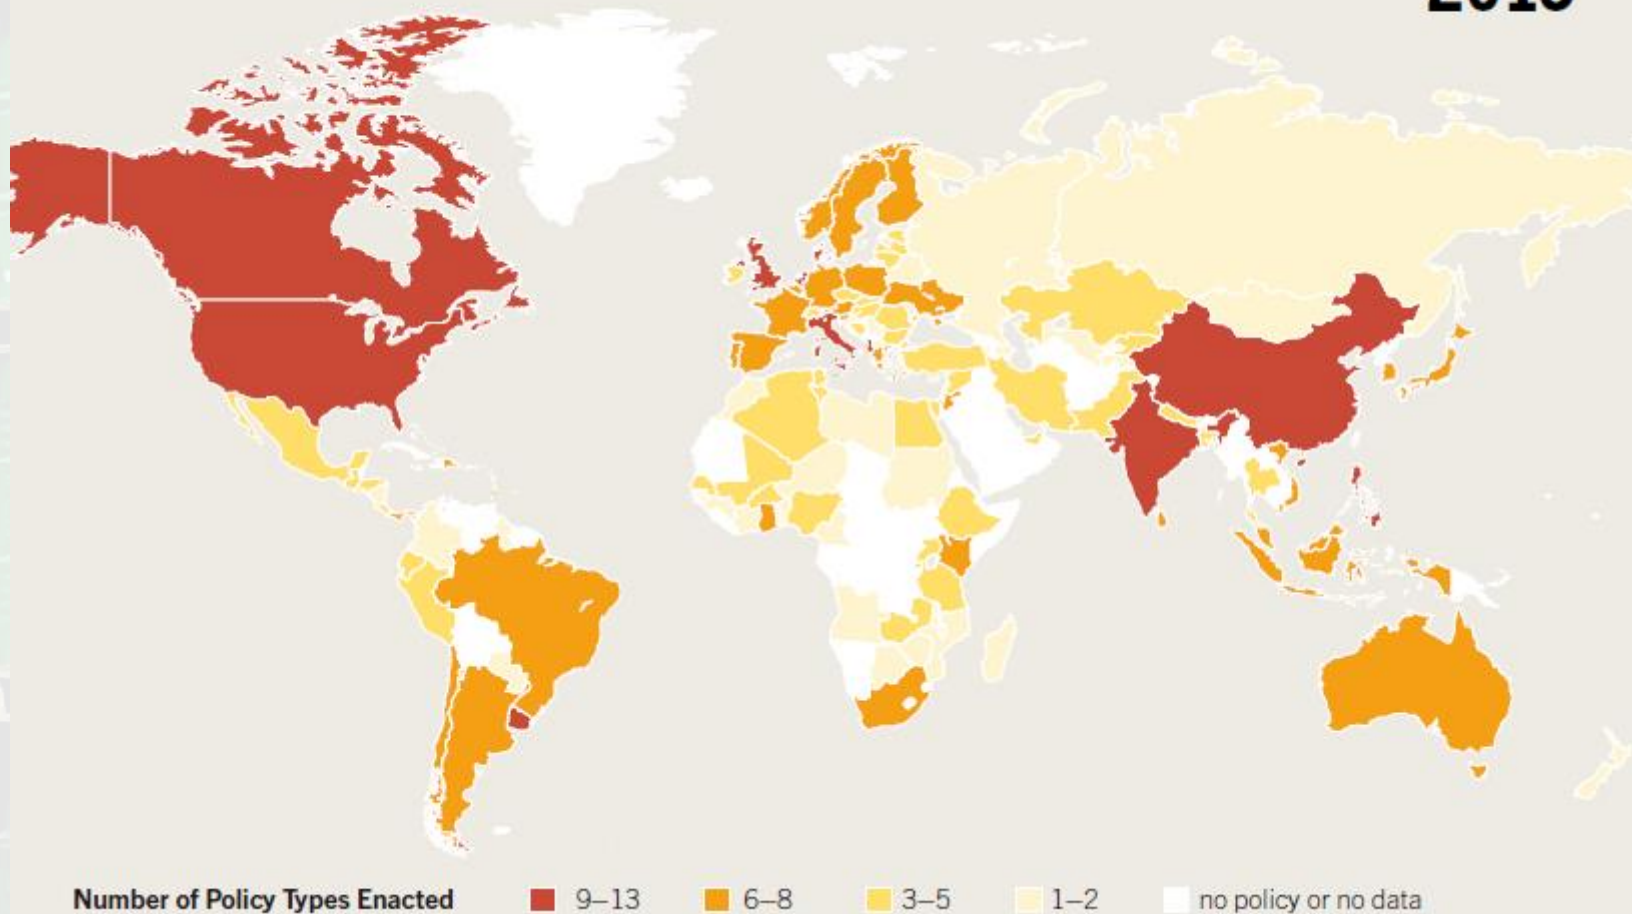 Number of Policy Types Enacted 9–13 6–8 3–5 1–2 no policy or no data